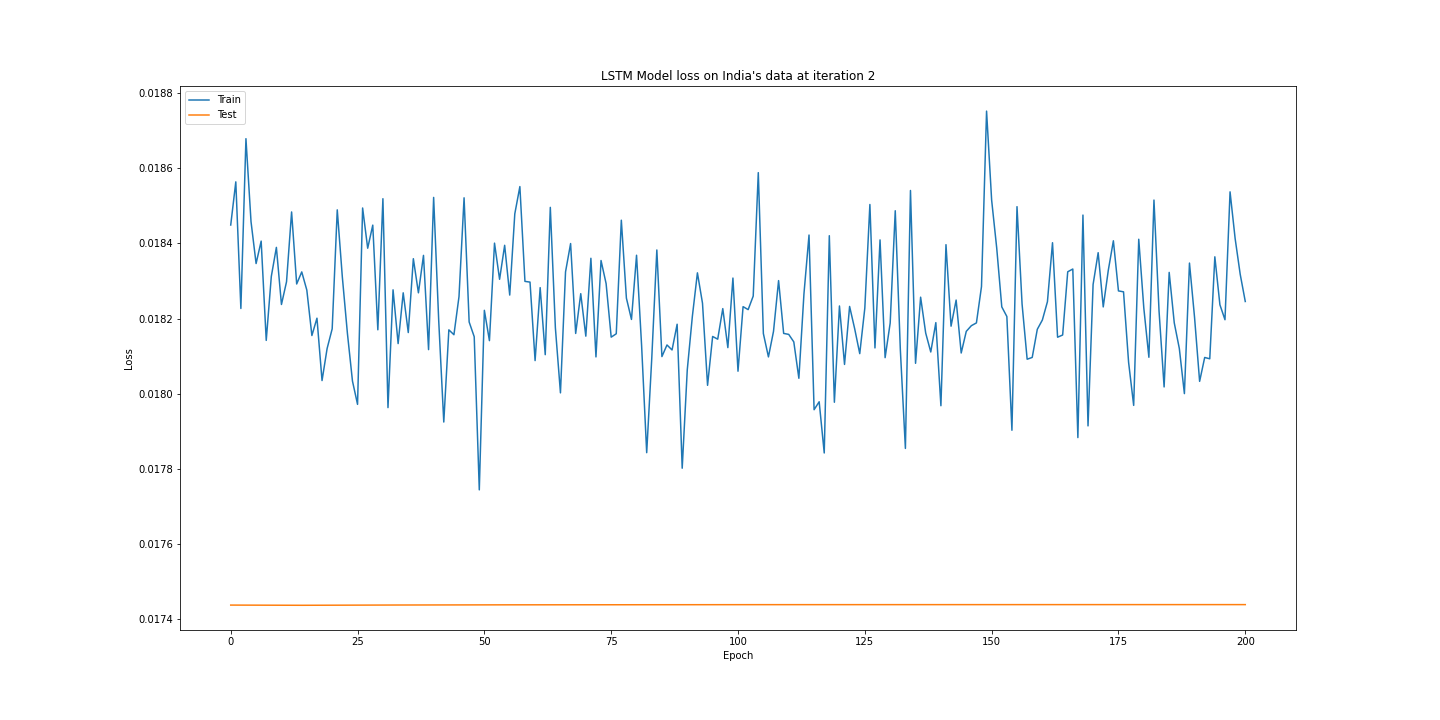 LSTM Model loss on India's data at iteration 2
Train
Test
0.0188
0.0186
0.0184
0.0182
0.0180
0.0178
0.0176
0.0174
Loss
0 25 50 75 100 125 150 175 200
Epoch